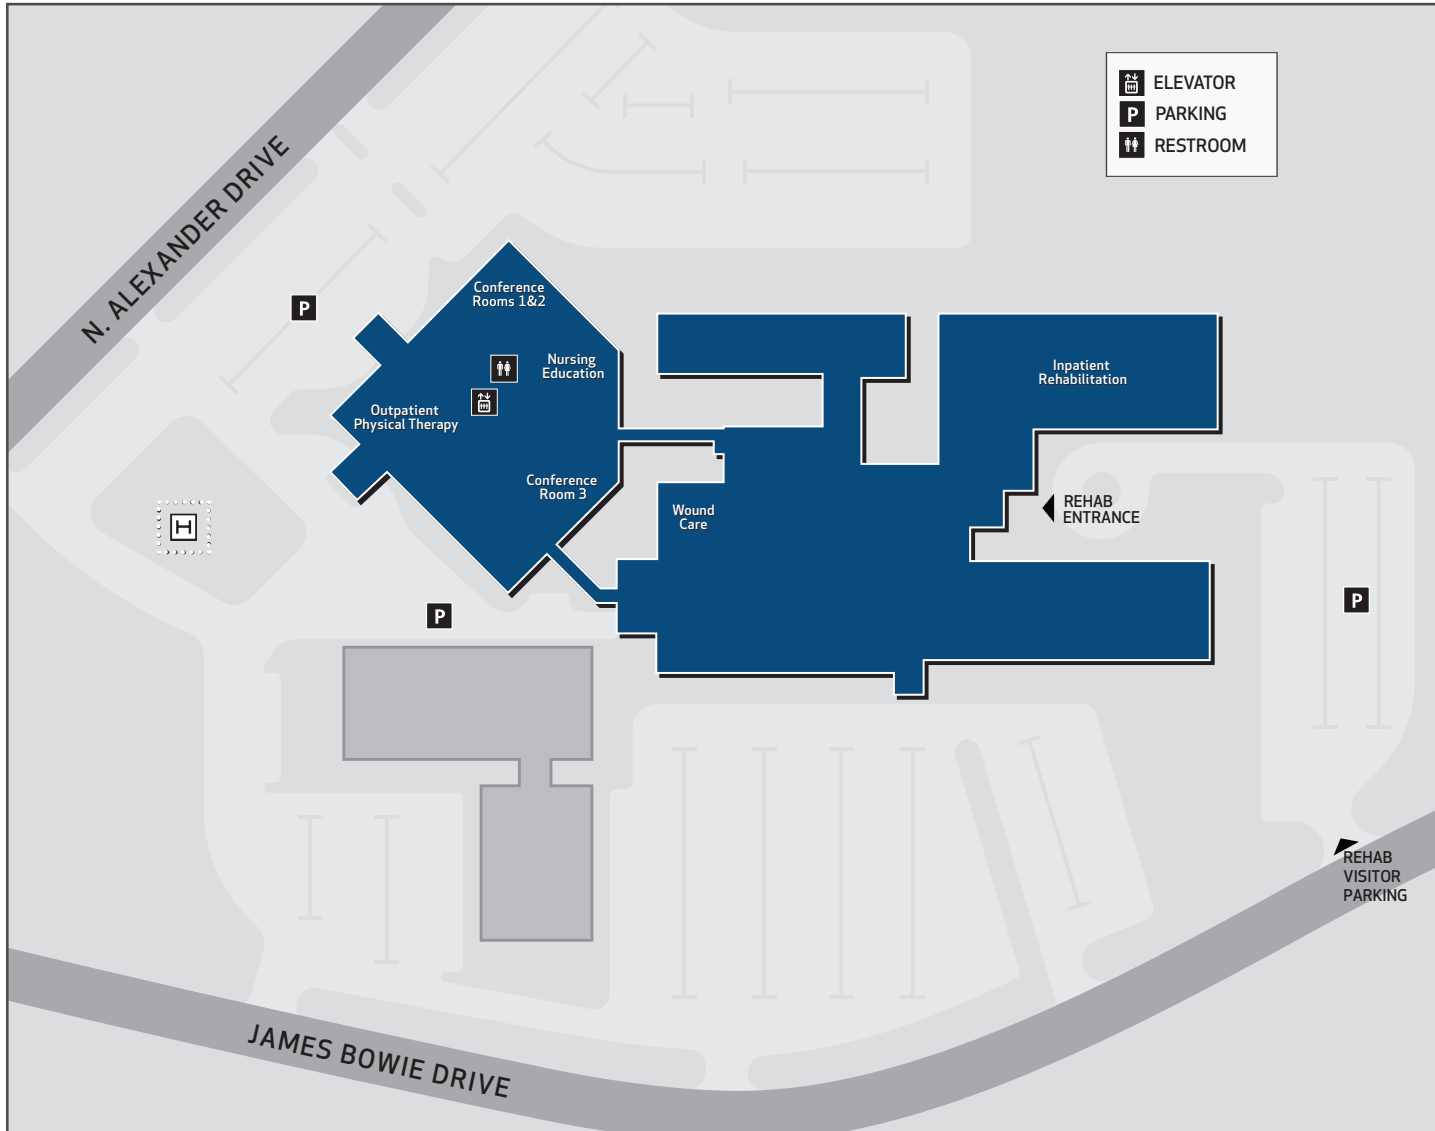 ELEVATOR
P PARKING
RESTROOM
N. ALEXANDER DRIVE
P
Conference
Rooms 1&2
Nursing
Education
Outpatient
Physical Therapy
Conference
Room 3
Inpatient
Rehabilitation
Wound
Care
REHAB
ENTRANCE
H
P
P
REHAB
VISITOR
PARKING
JAMES BOWIE DRIVE